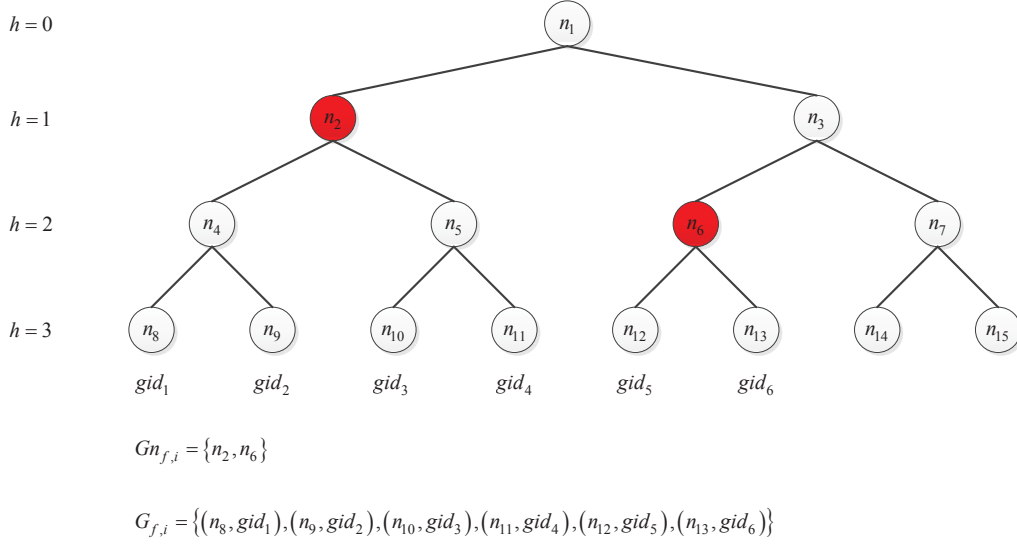 h = 0
n₁
h = 1
n₂
n₃
h = 2
n₄
n₅
n₆
n₇
h = 3
n₈
n₉
n₁₀
n₁₁
n₁₂
n₁₃
n₁₄
n₁₅
gid₁
gid₂
gid₃
gid₄
gid₅
gid₆
Gn_{f,i} = {n₂, n₆}
G_{f,i} = {(n₈, gid₁), (n₉, gid₂), (n₁₀, gid₃), (n₁₁, gid₄), (n₁₂, gid₅), (n₁₃, gid₆)}